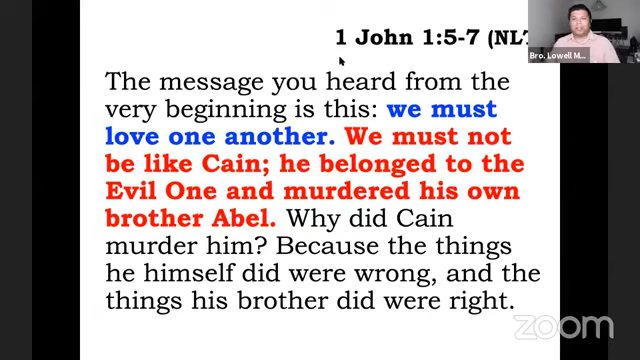 1 John 1:5-7 (NLT
Bro. Lowell M...
The message you heard from the
very beginning is this: we must
love one another. We must not
be like Cain; he belonged to the
Evil One and murdered his own
brother Abel. Why did Cain
murder him? Because the things
he himself did were wrong, and the
things his brother did were right.
zoom